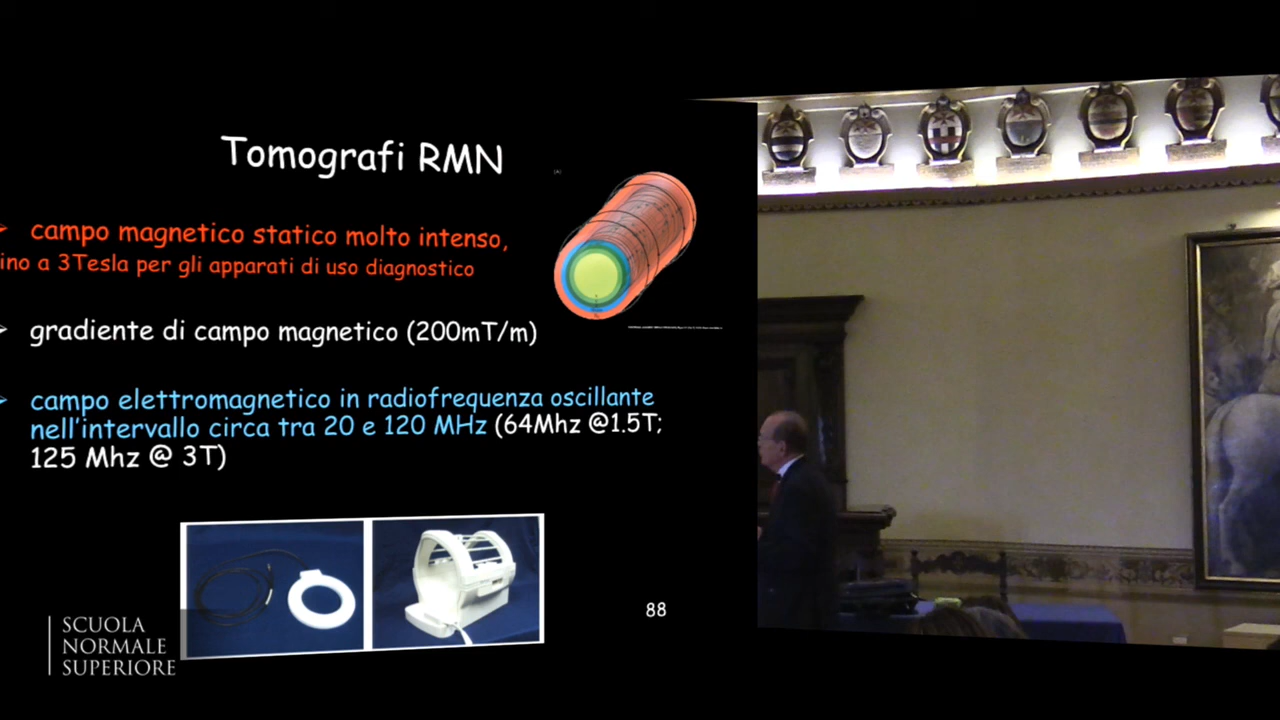 Tomografi RMN
campo magnetico statico molto intenso,
ino a 3Tesla per gli apparati di uso diagnostico
gradiente di campo magnetico (200mT/m)
campo elettromagnetico in radiofrequenza oscillante
nell'intervallo circa tra 20 e 120 MHz (64Mhz @1.5T;
125 Mhz @ 3T)
88
SCUOLA
NORMALE
SUPERIORE